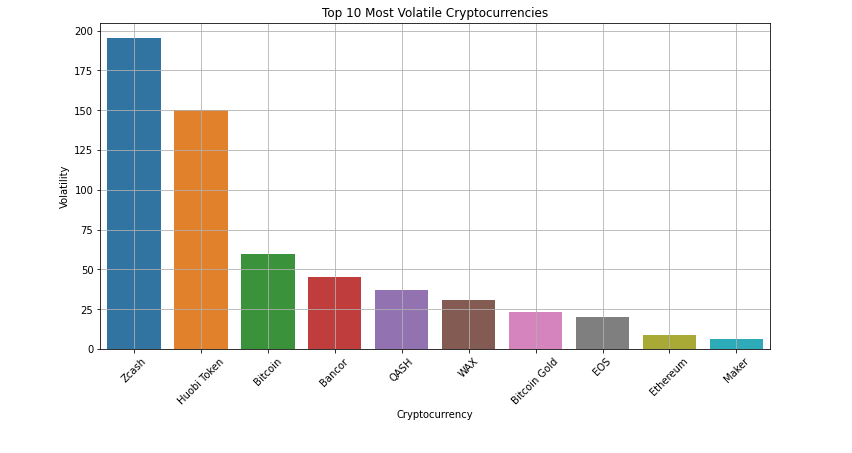 Top 10 Most Volatile Cryptocurrencies
200
175
150
125
100
75
50
25
0
Volatility
Zcash
Huobi Token
Bitcoin
Bancor
QASH
WAX
Bitcoin Gold
EOS
Ethereum
Maker
Cryptocurrency